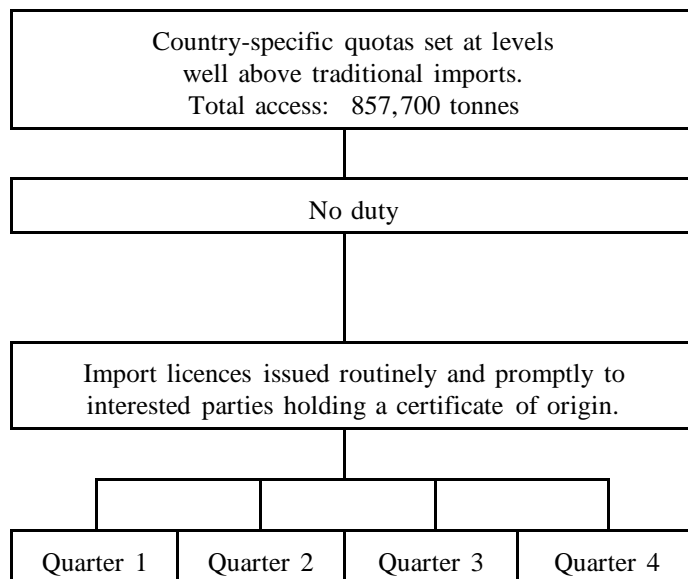 Country-specific quotas set at levels
well above traditional imports.
Total access: 857,700 tonnes
No duty
Import licences issued routinely and promptly to
interested parties holding a certificate of origin.
Quarter 1 Quarter 2 Quarter 3 Quarter 4